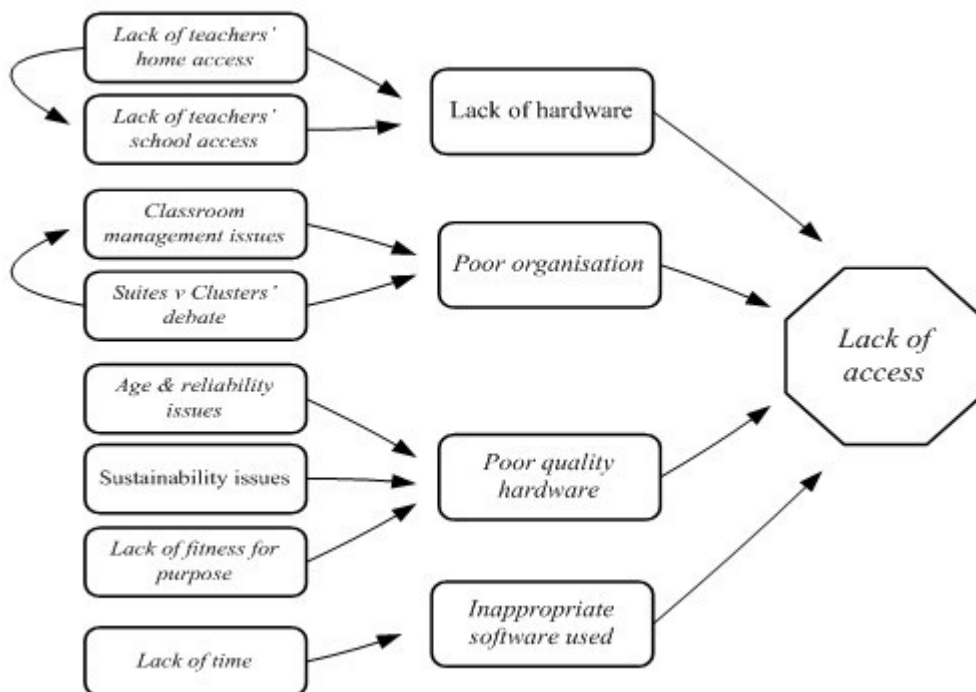 Lack of teachers´
home access
Lack of teachers´
school access
Lack of hardware
Classroom
management issues
Suites v Clusters´
debate
Poor organisation
Age & reliability
issues
Sustainability issues
Lack of fitness for
purpose
Poor quality
hardware
Lack of time
Inappropriate
software used
Lack of
access